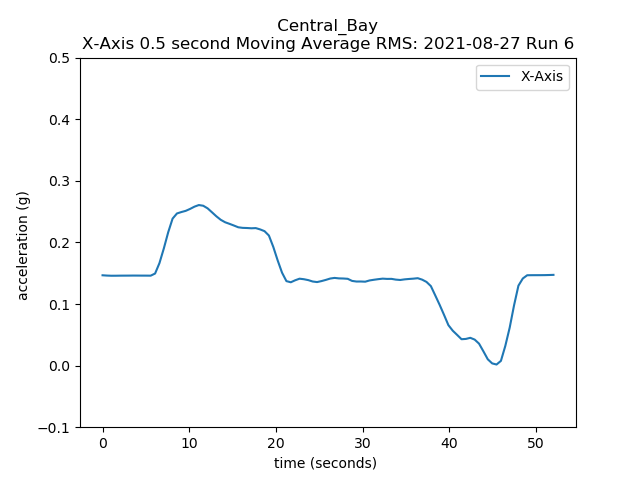 Central_Bay
X-Axis 0.5 second Moving Average RMS: 2021-08-27 Run 6
X-Axis
0.5
0.4
0.3
0.2
0.1
0.0
−0.1
acceleration (g)
0 10 20 30 40 50
time (seconds)